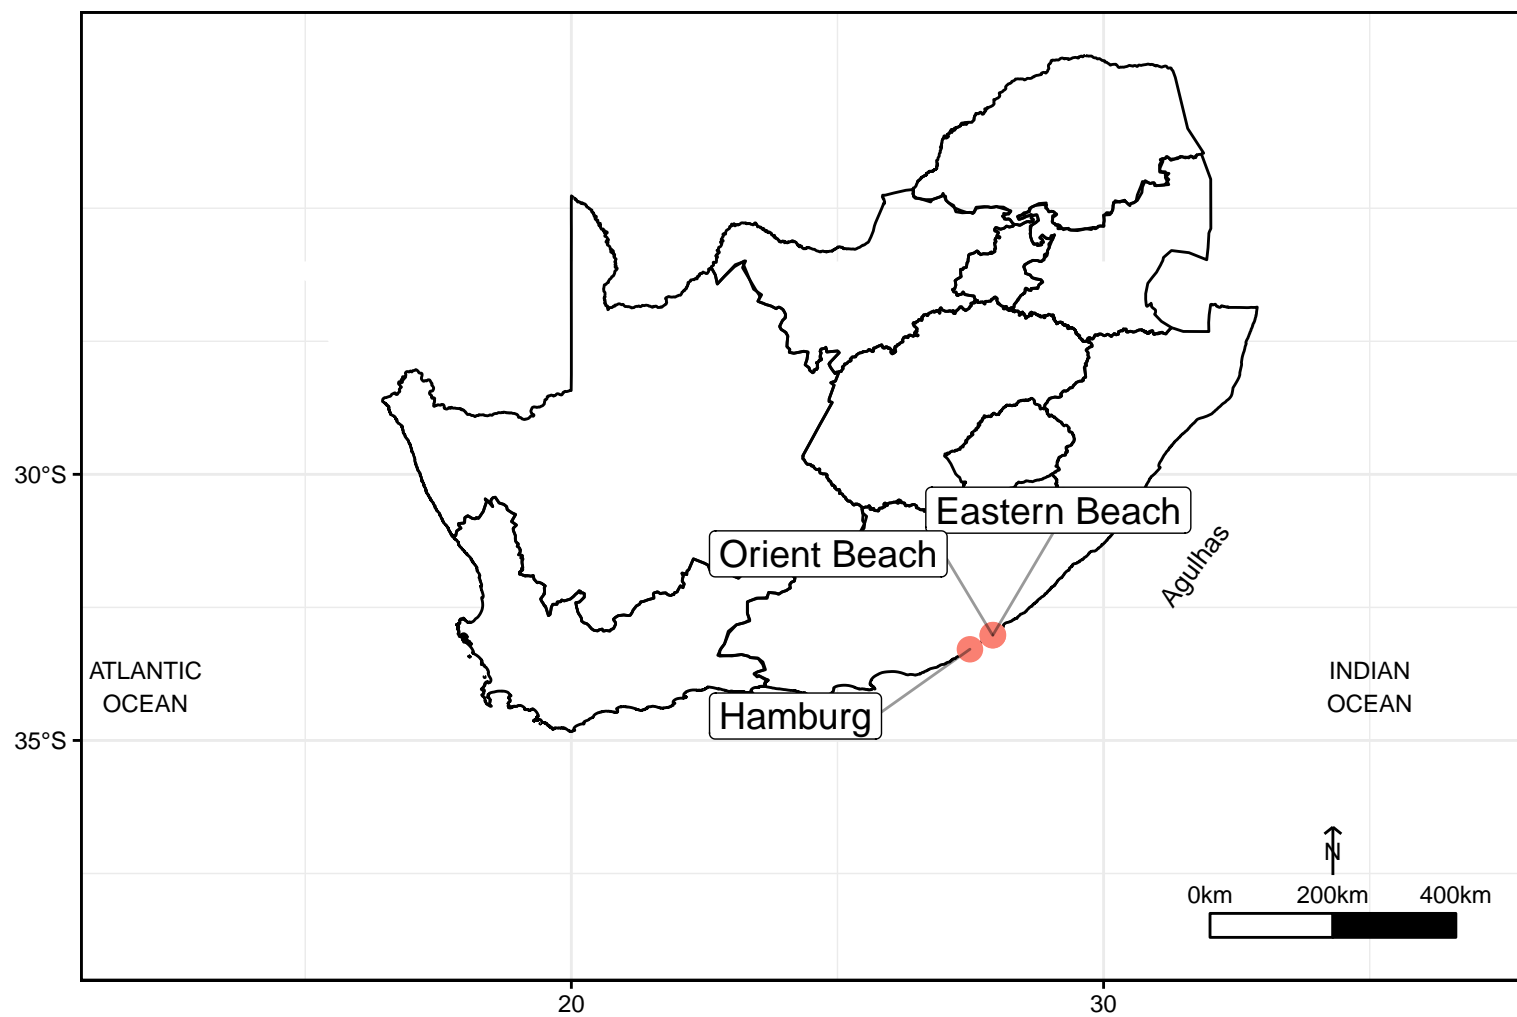 30°S
Eastern Beach
Orient Beach
Agulhas
ATLANTIC
OCEAN
INDIAN
OCEAN
Hamburg
35°S
N
0km 200km 400km
20 30